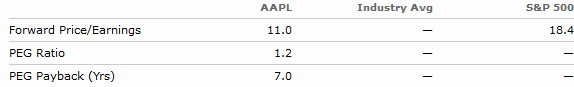 AAPL Industry Avg S&P 500
Forward Price/Earnings 11.0 — 18.4
PEG Ratio 1.2 — —
PEG Payback (Yrs) 7.0 — —